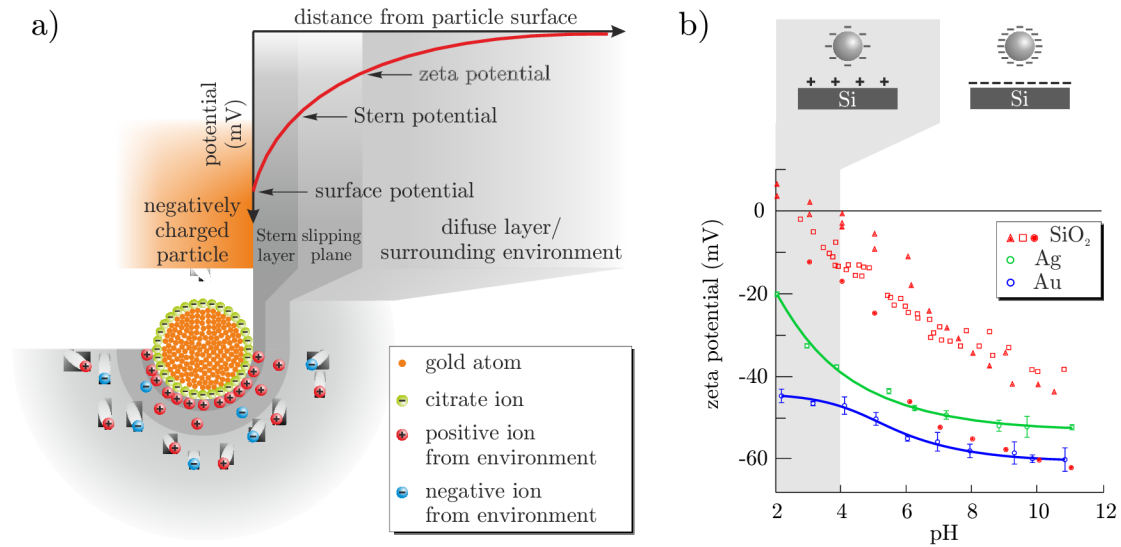 a)
distance from particle surface
potential
(mV)
zeta potential
Stern potential
surface potential
negatively
charged
particle
Stern
layer
slipping
plane
difuse layer/
surrounding environment
gold atom
citrate ion
positive ion
from environment
negative ion
from environment
b)
Si
Si
zeta potential (mV)
0
-20
-40
-60
SiO₂
Ag
Au
2
4
6
8
10
12
pH